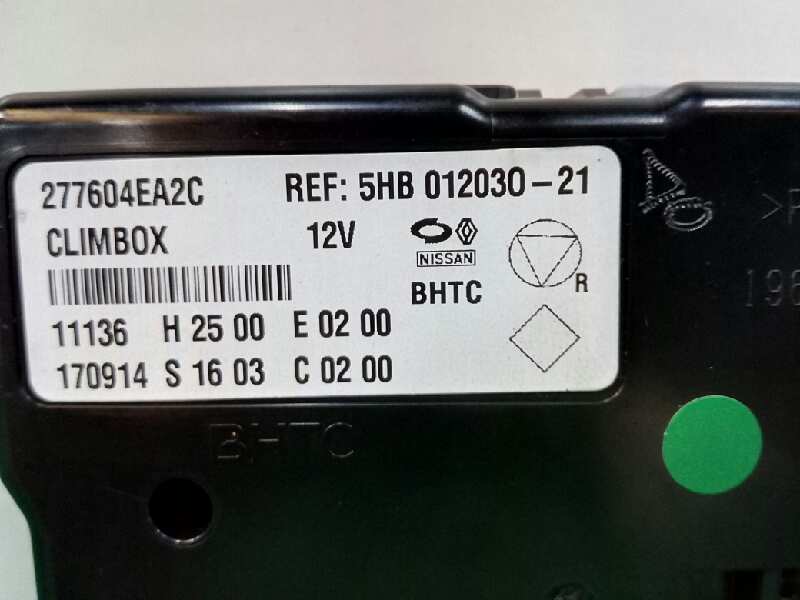 277604EA2C REF: 5HB 012030-21
CLIMBOX 12V
NISSAN
BHTC
R
11136 H 25 00 E 02 00
170914 S 16 03 C 02 00
BHTC
40
>P